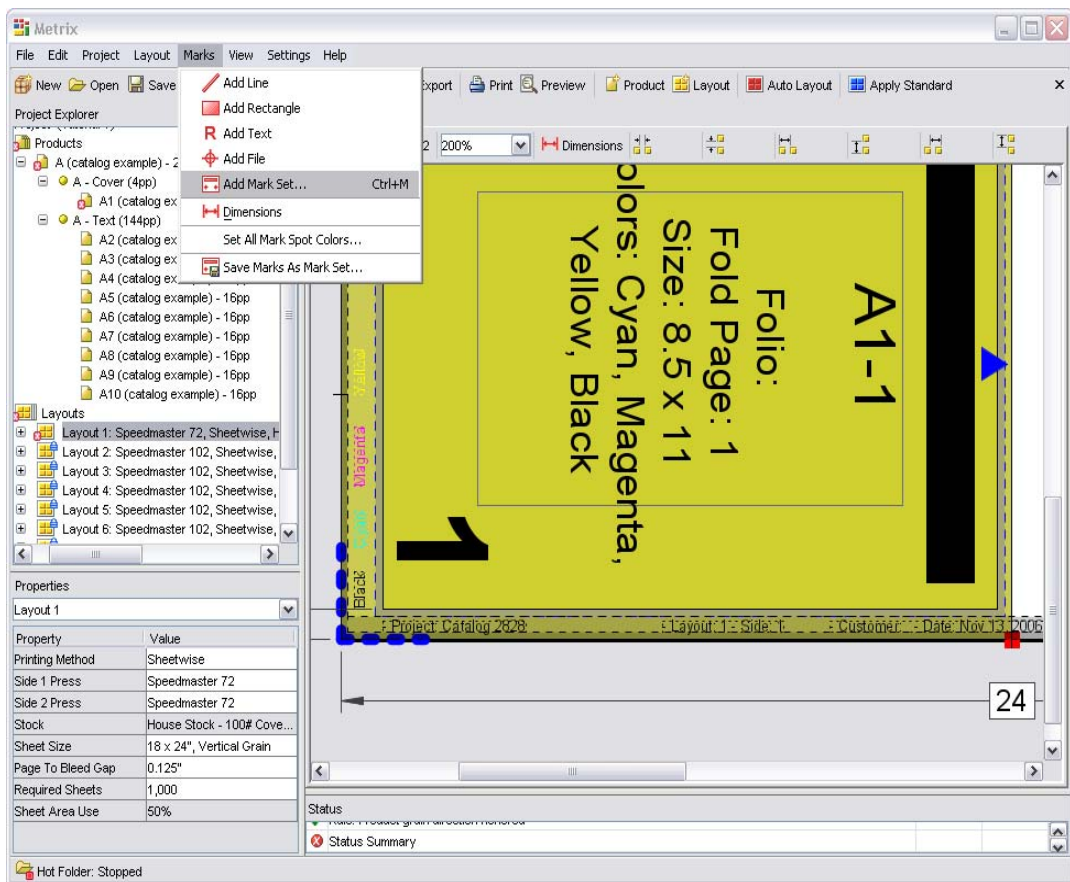 Metrix
File Edit Project Layout Marks View Settings Help
New Open Save Export Print Preview Product Layout Auto Layout Apply Standard
Add Line
Add Rectangle
Add Text
Add File
Add Mark Set... Ctrl+M
Dimensions
Set All Mark Spot Colors...
Save Marks As Mark Set...
Project Explorer
Products
A (catalog example) - 2
A - Cover (4pp)
A1 (catalog ex
A - Text (144pp)
A2 (catalog ex
A3 (catalog ex
A4 (catalog ex
A5 (catalog example) - 16pp
A6 (catalog example) - 16pp
A7 (catalog example) - 16pp
A8 (catalog example) - 16pp
A9 (catalog example) - 16pp
A10 (catalog example) - 16pp
Layouts
Layout 1: Speedmaster 72, Sheetwise, H
Layout 2: Speedmaster 102, Sheetwise,
Layout 3: Speedmaster 102, Sheetwise,
Layout 4: Speedmaster 102, Sheetwise,
Layout 5: Speedmaster 102, Sheetwise,
Layout 6: Speedmaster 102, Sheetwise,
2 200% Dimensions
A1-1
Folio:
Fold Page: 1
Size: 8.5 x 11
olors: Cyan, Magenta,
Yellow, Black
1
Black Cyan Magenta Yellow
Project: Catalog 2828 Layout: 1 - Side: 1 Customer: Date: Nov 13, 2006
24
Properties
Layout 1
Property Value
Printing Method Sheetwise
Side 1 Press Speedmaster 72
Side 2 Press Speedmaster 72
Stock House Stock - 100# Cove...
Sheet Size 18 x 24", Vertical Grain
Page To Bleed Gap 0.125"
Required Sheets 1,000
Sheet Area Use 50%
Status
Rule: Product grain direction honored
Status Summary
Hot Folder: Stopped